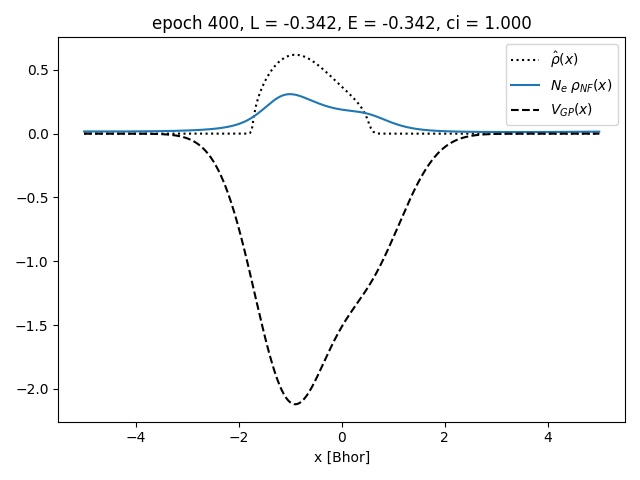 epoch 400, L = -0.342, E = -0.342, ci = 1.000
0.5
0.0
−0.5
−1.0
−1.5
−2.0
ρ̂(x)
Nₑ ρ_NF(x)
V_GP(x)
−4
−2
0
2
4
x [Bhor]